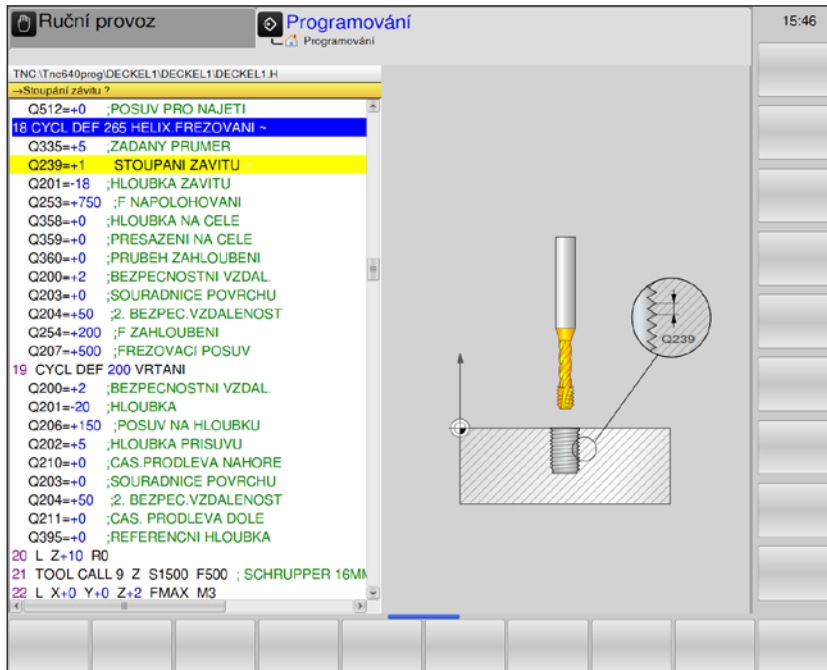 Ruční provoz
Programování
Programování
15:46
TNC:\Tnc640prog\DECKEL1\DECKEL1\DECKEL1.H
→Stoupání závitu ?
Q512=+0 ;POSUV PRO NAJETI
18 CYCL DEF 265 HELIX.FREZOVANI ~
Q335=+5 ;ZADANY PRUMER
Q239=+1 STOUPANI ZAVITU ~
Q201=-18 ;HLOUBKA ZAVITU
Q253=+750 ;F NAPOLOHOVANI
Q358=+0 ;HLOUBKA NA CELE
Q359=+0 ;PRESAZENI NA CELE
Q360=+0 ;PRUBEH ZAHLOUBENI
Q200=+2 ;BEZPECNOSTNI VZDAL.
Q203=+0 ;SOURADNICE POVRCHU
Q204=+50 ;2. BEZPEC.VZDALENOST
Q254=+200 ;F ZAHLOUBENI
Q207=+500 ;FREZOVACI POSUV
19 CYCL DEF 200 VRTANI
Q200=+2 ;BEZPECNOSTNI VZDAL.
Q201=-20 ;HLOUBKA
Q206=+150 ;POSUV NA HLOUBKU
Q202=+5 ;HLOUBKA PRISUVU
Q210=+0 ;CAS.PRODLEVA NAHORE
Q203=+0 ;SOURADNICE POVRCHU
Q204=+50 ;2. BEZPEC.VZDALENOST
Q211=+0 ;CAS. PRODLEVA DOLE
Q395=+0 ;REFERENCNI HLOUBKA
20 L Z+10 R0
21 TOOL CALL 9 Z S1500 F500 ; SCHRUPPER 16MM
22 L X+0 Y+0 Z+2 FMAX M3
Q239